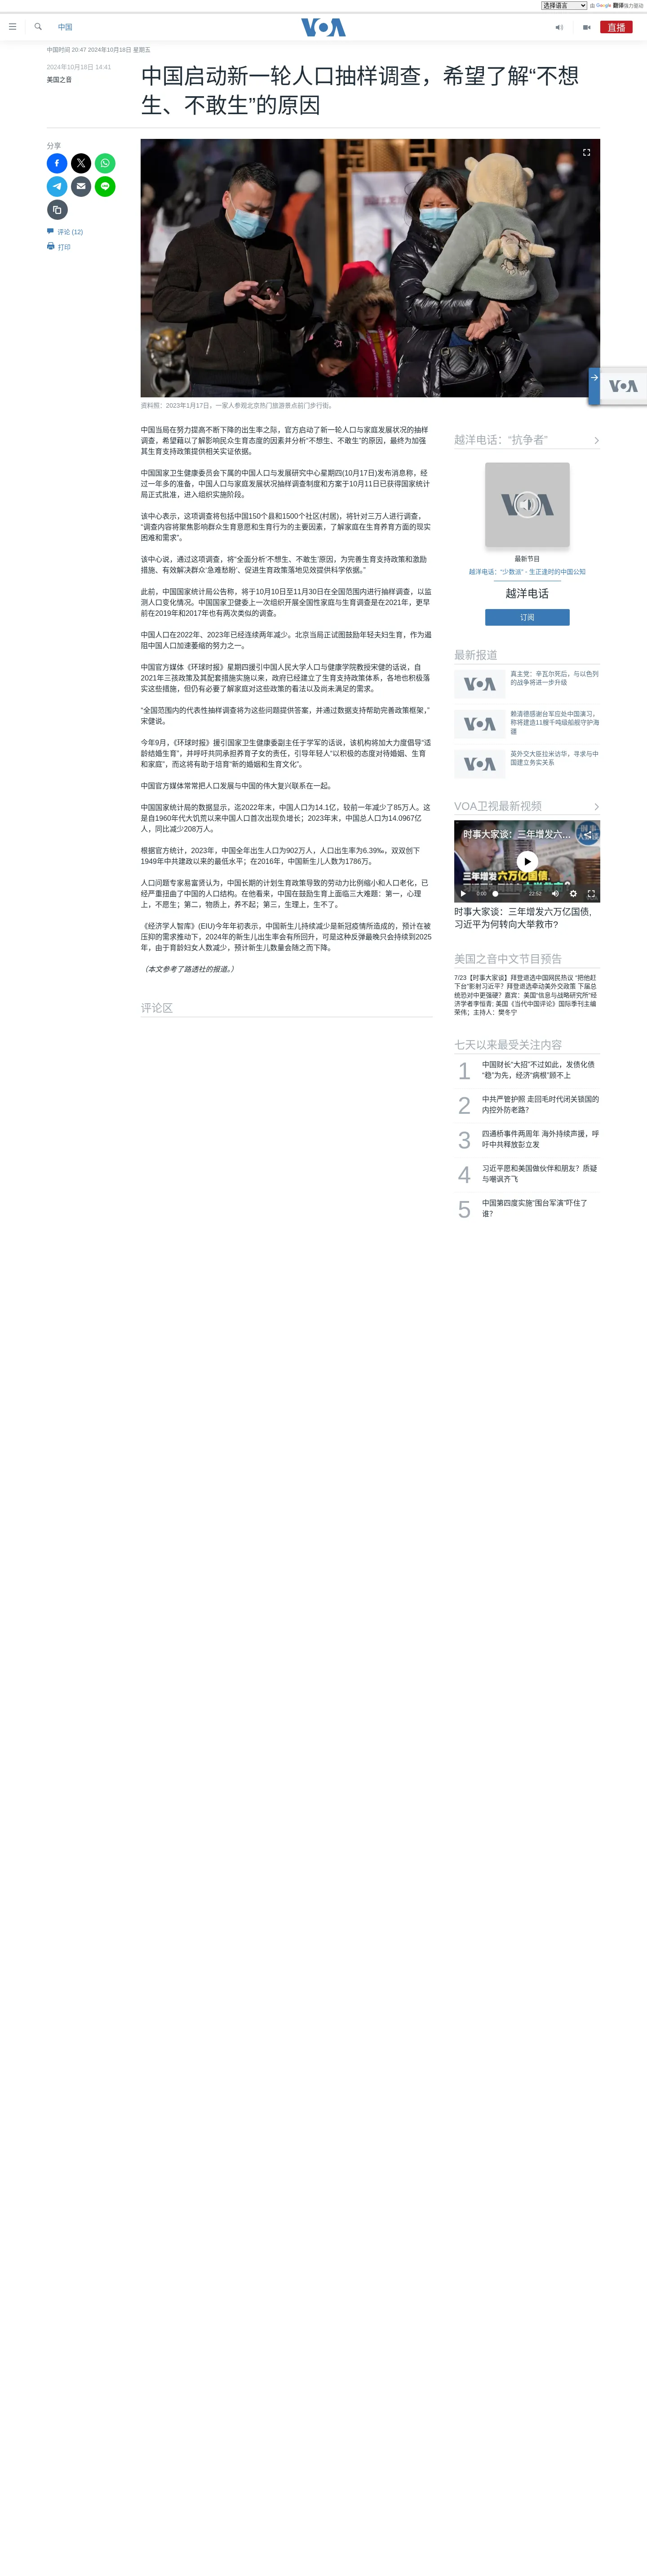 选择语言
由 Google 翻译强力驱动
中国
VOA
直播
中国时间 20:47 2024年10月18日 星期五
2024年10月18日 14:41
美国之音
中国启动新一轮人口抽样调查，希望了解“不想
生、不敢生”的原因
分享
评论 (12)
打印
资料照：2023年1月17日，一家人参观北京热门旅游景点前门步行街。
中国当局在努力提高不断下降的出生率之际，官方启动了新一轮人口与家庭发展状况的抽样
调查，希望藉以了解影响民众生育态度的因素并分析“不想生、不敢生”的原因，最终为加强
其生育支持政策提供相关实证依据。
中国国家卫生健康委员会下属的中国人口与发展研究中心星期四(10月17日)发布消息称，经
过一年多的准备，中国人口与家庭发展状况抽样调查制度和方案于10月11日已获得国家统计
局正式批准，进入组织实施阶段。
该中心表示，这项调查将包括中国150个县和1500个社区(村居)，将针对三万人进行调查，
“调查内容将聚焦影响群众生育意愿和生育行为的主要因素，了解家庭在生育养育方面的现实
困难和需求”。
该中心说，通过这项调查，将“全面分析‘不想生、不敢生’原因，为完善生育支持政策和激励
措施、有效解决群众‘急难愁盼’、促进生育政策落地见效提供科学依据。”
此前，中国国家统计局公告称，将于10月10日至11月30日在全国范围内进行抽样调查，以监
测人口变化情况。中国国家卫健委上一次组织开展全国性家庭与生育调查是在2021年，更早
前在2019年和2017年也有两次类似的调查。
中国人口在2022年、2023年已经连续两年减少。北京当局正试图鼓励年轻夫妇生育，作为遏
阻中国人口加速萎缩的努力之一。
中国官方媒体《环球时报》星期四援引中国人民大学人口与健康学院教授宋健的话说，自
2021年三孩政策及其配套措施实施以来，政府已经建立了生育支持政策体系，各地也积极落
实这些措施，但仍有必要了解家庭对这些政策的看法以及尚未满足的需求。
“全国范围内的代表性抽样调查将为这些问题提供答案，并通过数据支持帮助完善政策框架，”
宋健说。
今年9月，《环球时报》援引国家卫生健康委副主任于学军的话说，该机构将加大力度倡导“适
龄结婚生育”，并呼吁共同承担养育子女的责任，引导年轻人“以积极的态度对待婚姻、生育
和家庭”，而这将有助于培育“新的婚姻和生育文化”。
中国官方媒体常常把人口发展与中国的伟大复兴联系在一起。
中国国家统计局的数据显示，迄2022年末，中国人口为14.1亿，较前一年减少了85万人。这
是自1960年代大饥荒以来中国人口首次出现负增长；2023年末，中国总人口为14.0967亿
人，同比减少208万人。
根据官方统计，2023年，中国全年出生人口为902万人，人口出生率为6.39‰，双双创下
1949年中共建政以来的最低水平；在2016年，中国新生儿人数为1786万。
人口问题专家易富贤认为，中国长期的计划生育政策导致的劳动力比例缩小和人口老化，已
经严重扭曲了中国的人口结构。在他看来，中国在鼓励生育上面临三大难题：第一，心理
上，不愿生；第二，物质上，养不起；第三，生理上，生不了。
《经济学人智库》(EIU)今年年初表示，中国新生儿持续减少是新冠疫情所造成的，预计在被
压抑的需求推动下，2024年的新生儿出生率会有所回升，可是这种反弹最晚只会持续到2025
年，由于育龄妇女人数减少，预计新生儿数量会随之而下降。
（本文参考了路透社的报道。）
评论区
VOA
越洋电话：“抗争者”
VOA
最新节目
越洋电话：“少数派” - 生正逢时的中国公知
越洋电话
订阅
最新报道
VOA
真主党：辛瓦尔死后，与以色列
的战争将进一步升级
VOA
赖清德感谢台军应处中国演习，
称将建造11艘千吨级船舰守护海
疆
VOA
英外交大臣拉米访华，寻求与中
国建立务实关系
VOA卫视最新视频
时事大家谈：三年增发六…
三年增发六万亿国债,
0:00
22:52
时事大家谈：三年增发六万亿国债,
习近平为何转向大举救市?
美国之音中文节目预告
7/23【时事大家谈】拜登退选中国网民热议 “把他赶
下台”影射习近平？拜登退选牵动美外交政策 下届总
统恐对中更强硬？嘉宾：美国“信息与战略研究所”经
济学者李恒青; 美国《当代中国评论》国际季刊主编
荣伟；主持人：樊冬宁
七天以来最受关注内容
1
中国财长“大招”不过如此，发债化债
“稳”为先，经济“病根”顾不上
2
中共严管护照 走回毛时代闭关锁国的
内控外防老路?
3
四通桥事件两周年 海外持续声援，呼
吁中共释放彭立发
4
习近平愿和美国做伙伴和朋友？质疑
与嘲讽齐飞
5
中国第四度实施“围台军演”吓住了
谁？